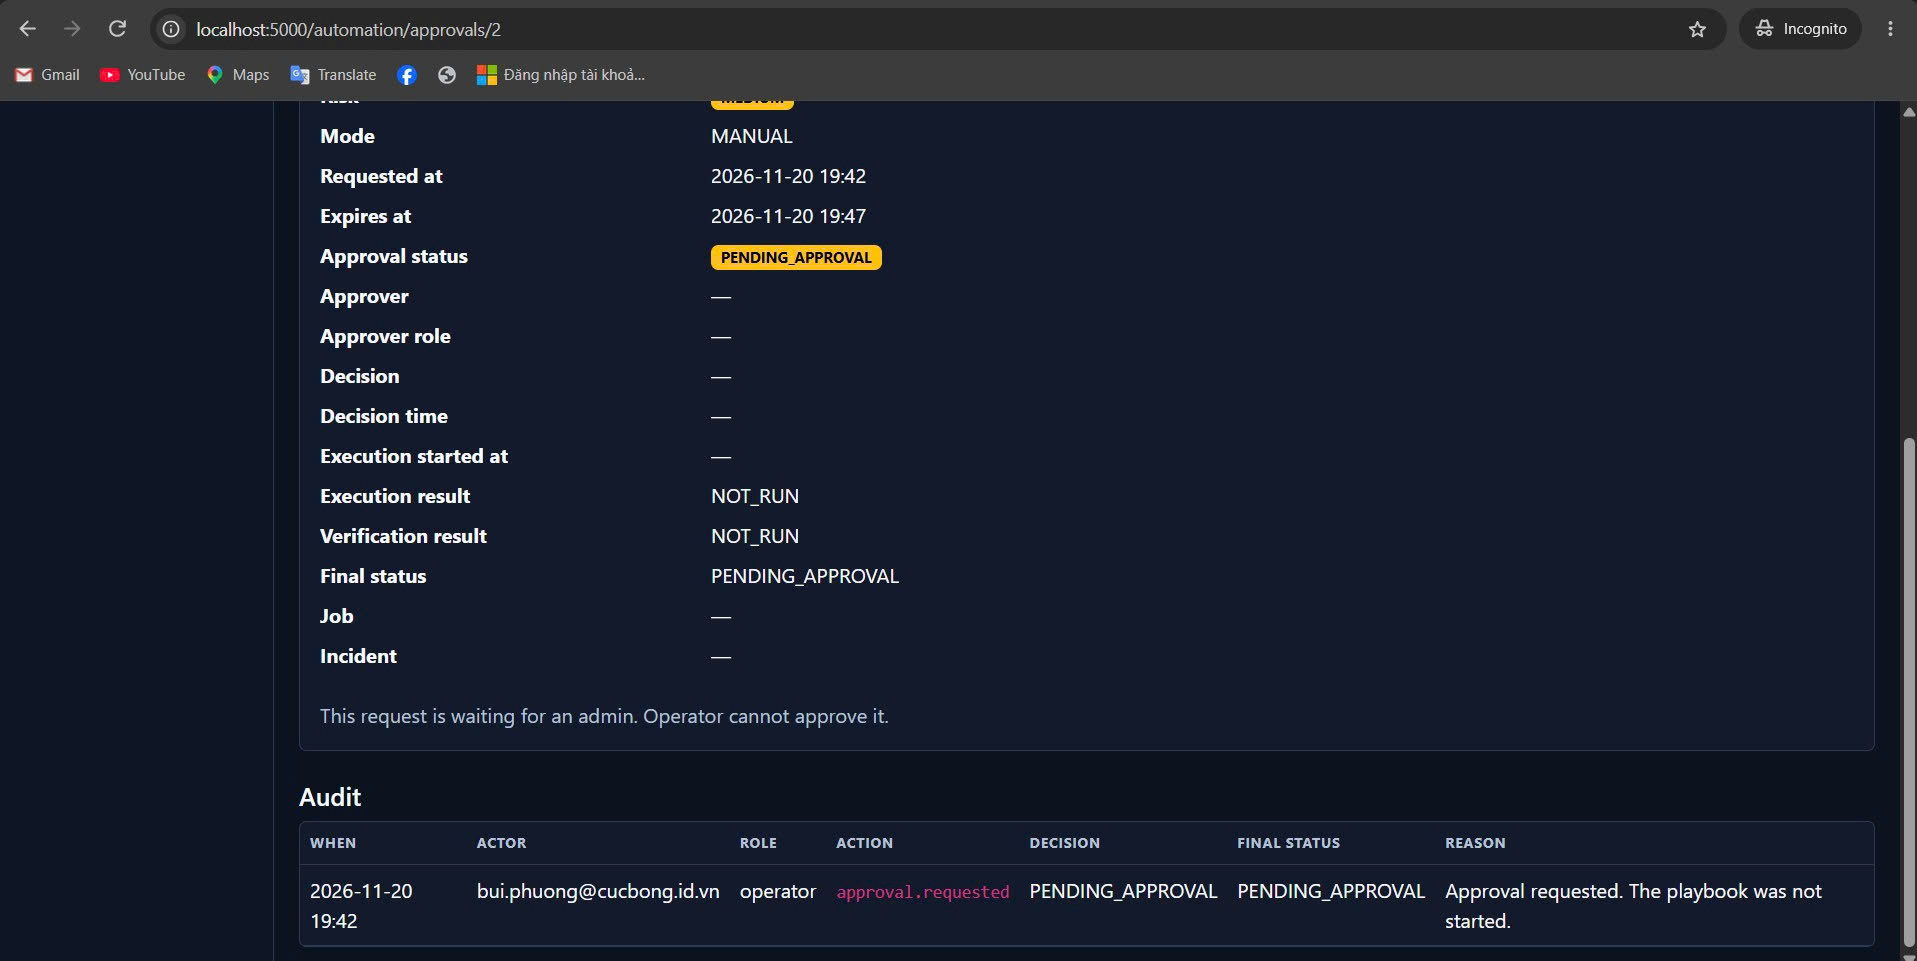 localhost:5000/automation/approvals/2
Incognito
Gmail YouTube Maps Translate Đăng nhập tài khoả...
Mode MANUAL
Requested at 2026-11-20 19:42
Expires at 2026-11-20 19:47
Approval status PENDING_APPROVAL
Approver —
Approver role —
Decision —
Decision time —
Execution started at —
Execution result NOT_RUN
Verification result NOT_RUN
Final status PENDING_APPROVAL
Job —
Incident —
This request is waiting for an admin. Operator cannot approve it.
Audit
WHEN ACTOR ROLE ACTION DECISION FINAL STATUS REASON
2026-11-20 bui.phuong@cucbong.id.vn operator approval.requested PENDING_APPROVAL PENDING_APPROVAL Approval requested. The playbook was not
19:42 started.